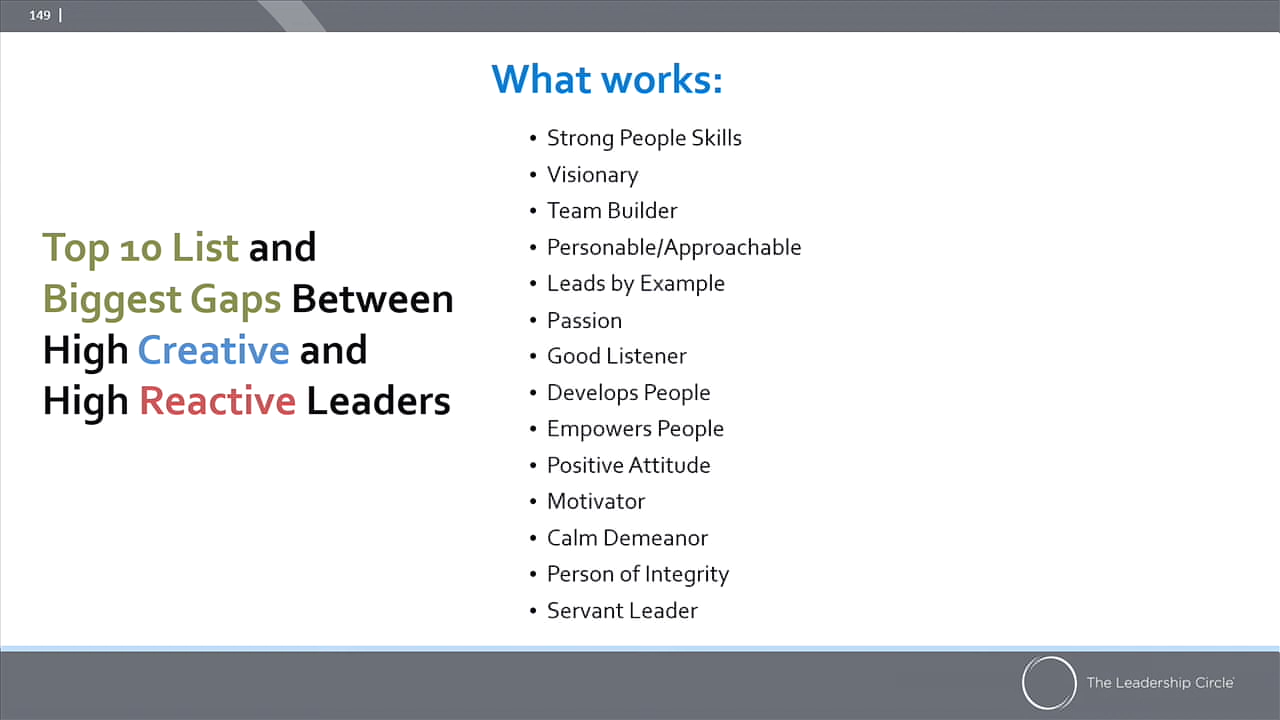 149 |
What works:
• Strong People Skills
• Visionary
• Team Builder
• Personable/Approachable
• Leads by Example
• Passion
• Good Listener
• Develops People
• Empowers People
• Positive Attitude
• Motivator
• Calm Demeanor
• Person of Integrity
• Servant Leader
Top 10 List and
Biggest Gaps Between
High Creative and
High Reactive Leaders
The Leadership Circle